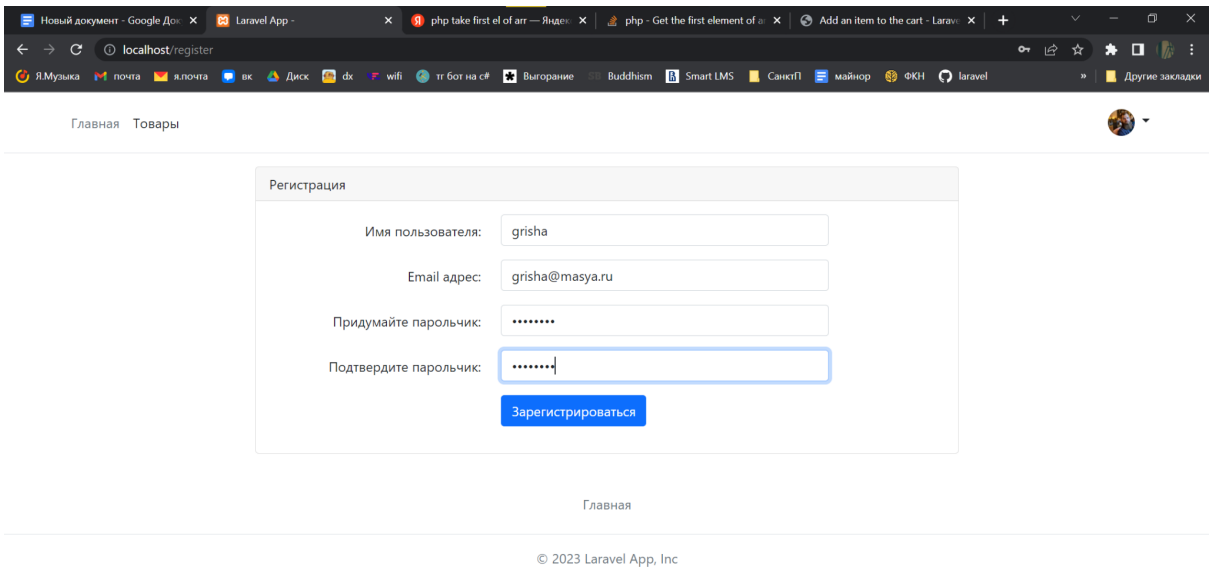 Новый документ - Google Док Laravel App - php take first el of arr — Яндекс php - Get the first element of ar Add an item to the cart - Larave
localhost/register
Я.Музыка почта я.почта вк Диск dx wifi тг бот на c# Выгорание Buddhism Smart LMS СанктП майнор ФКН laravel » Другие закладки
Главная Товары
Регистрация
Имя пользователя: grisha
Email адрес: grisha@masya.ru
Придумайте парольчик: ••••••••
Подтвердите парольчик: ••••••••
Зарегистрироваться
Главная
© 2023 Laravel App, Inc